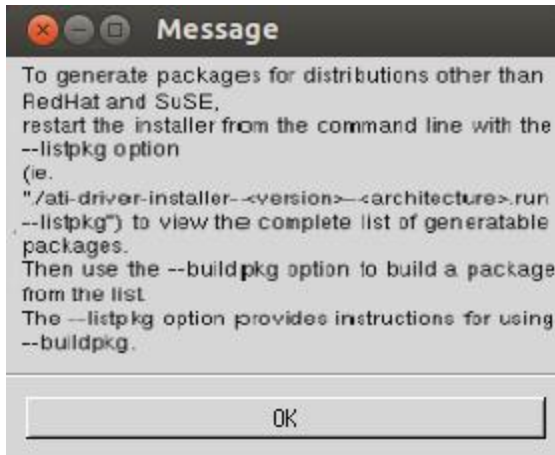 Message
To generate packages for distributions other than
RedHat and SuSE,
restart the installer from the command line with the
--listpkg option
(ie.
"./ati-driver-installer--<version>--<architecture>.run
--listpkg") to view the complete list of generatable
packages.
Then use the --buildpkg option to build a package
from the list
The --listpkg option provides instructions for using
--buildpkg.
OK